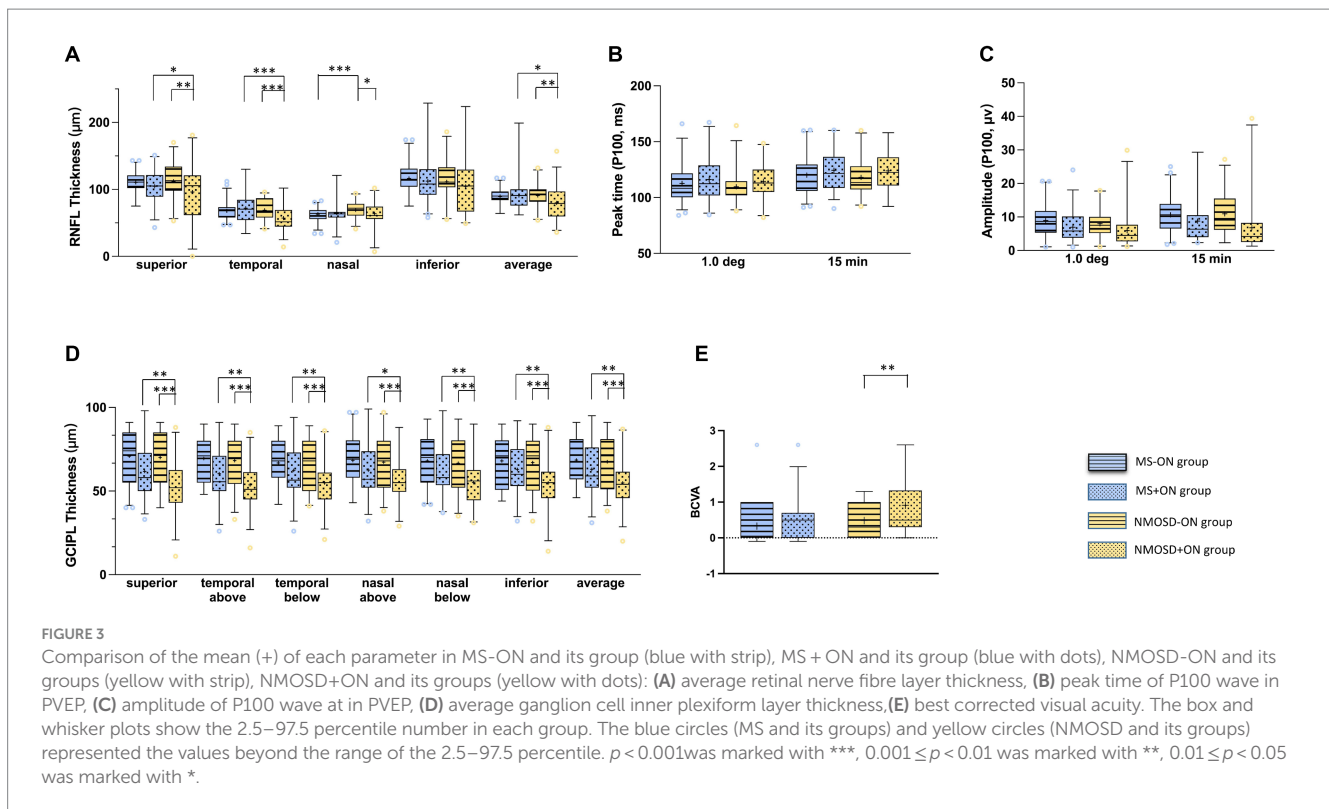 A
* *** *** * *
** *** * **
RNFL Thickness (μm)
250
200
100
0
superior temporal nasal inferior average
B
Peak time (P100, ms)
200
150
100
50
1.0 deg 15 min
C
Amplitude (P100, μv)
50
40
30
20
10
0
1.0 deg 15 min
D
** ** ** * ** ** **
*** *** *** *** *** *** ***
GCIPL Thickness (μm)
100
50
0
superior temporal above temporal below nasal above nasal below inferior average
E
**
BCVA
3
2
1
0
-1
MS-ON group
MS+ON group
NMOSD-ON group
NMOSD+ON group
FIGURE 3
Comparison of the mean (+) of each parameter in MS-ON and its group (blue with strip), MS + ON and its group (blue with dots), NMOSD-ON and its
groups (yellow with strip), NMOSD+ON and its groups (yellow with dots): (A) average retinal nerve fibre layer thickness, (B) peak time of P100 wave in
PVEP, (C) amplitude of P100 wave at in PVEP, (D) average ganglion cell inner plexiform layer thickness,(E) best corrected visual acuity. The box and
whisker plots show the 2.5–97.5 percentile number in each group. The blue circles (MS and its groups) and yellow circles (NMOSD and its groups)
represented the values beyond the range of the 2.5–97.5 percentile. p < 0.001was marked with ***, 0.001 ≤ p < 0.01 was marked with **, 0.01 ≤ p < 0.05
was marked with *.